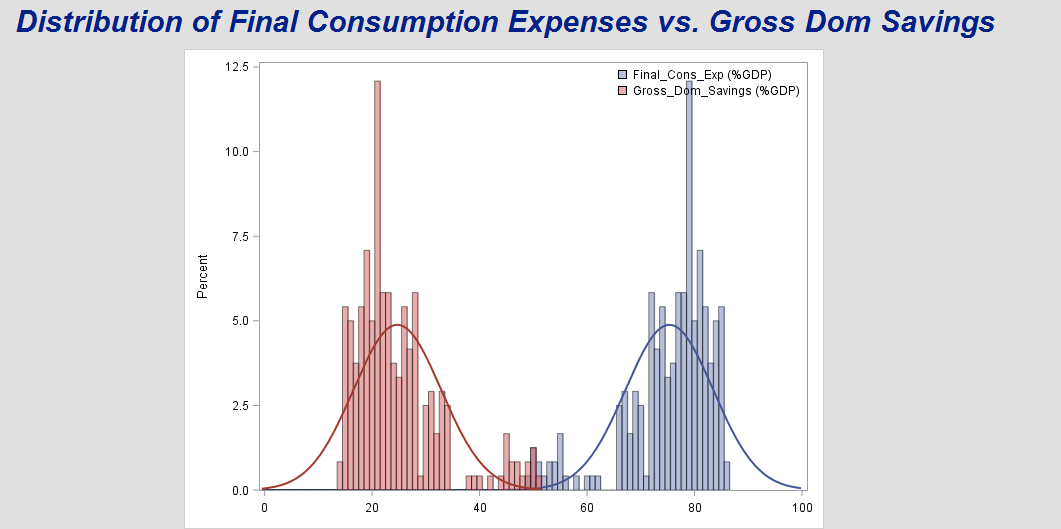 Distribution of Final Consumption Expenses vs. Gross Dom Savings
12.5
Final_Cons_Exp (%GDP)
Gross_Dom_Savings (%GDP)
10.0
7.5
Percent
5.0
2.5
0.0
0 20 40 60 80 100